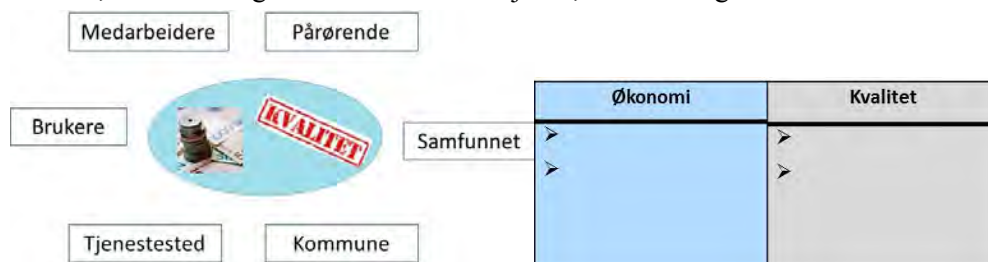 Medarbeidere
Pårørende
Brukere
KVALITET
Samfunnet
Tjenestested
Kommune
Økonomi
Kvalitet